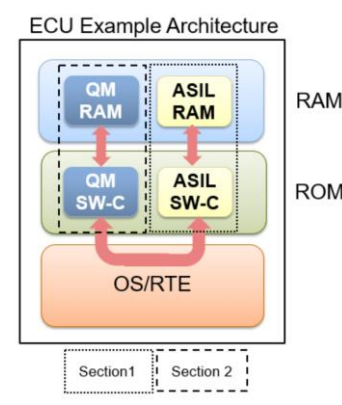 ECU Example Architecture
QM
RAM
ASIL
RAM
RAM
QM
SW-C
ASIL
SW-C
ROM
OS/RTE
Section1
Section 2